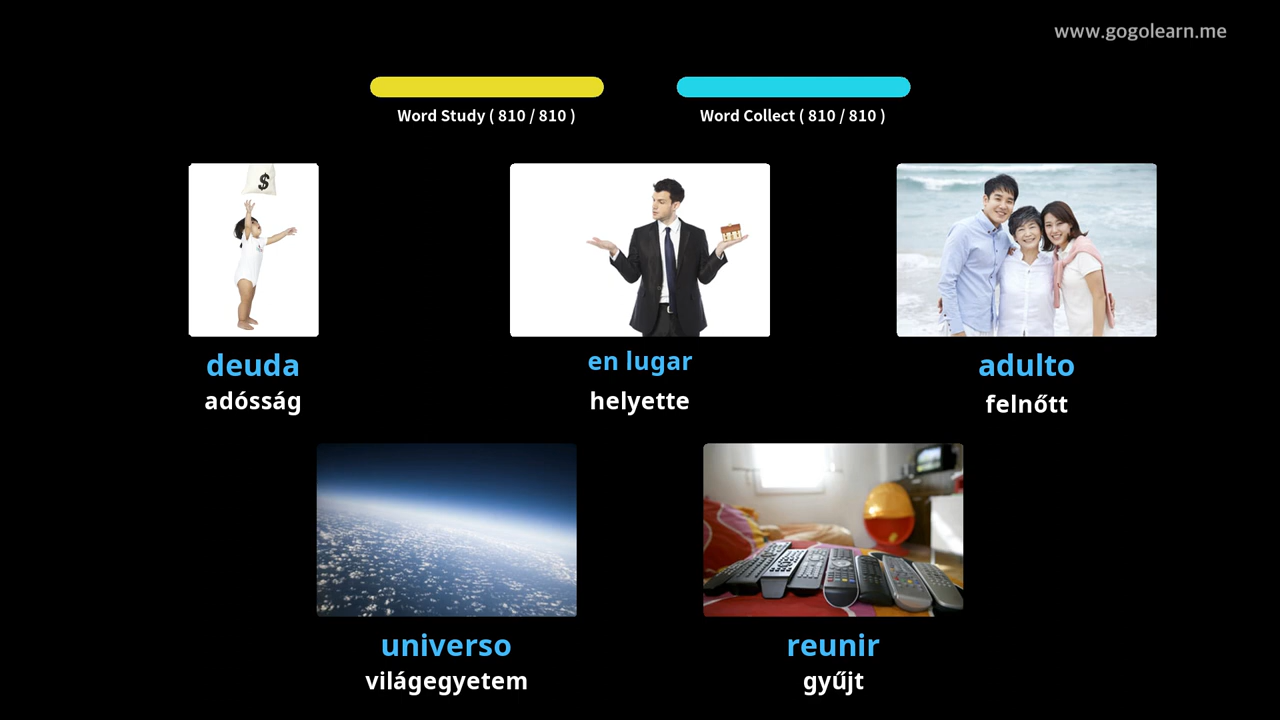 www.gogolearn.me
Word Study ( 810 / 810 )
Word Collect ( 810 / 810 )
$
deuda
adósság
en lugar
helyette
adulto
felnőtt
universo
világegyetem
reunir
gyűjt